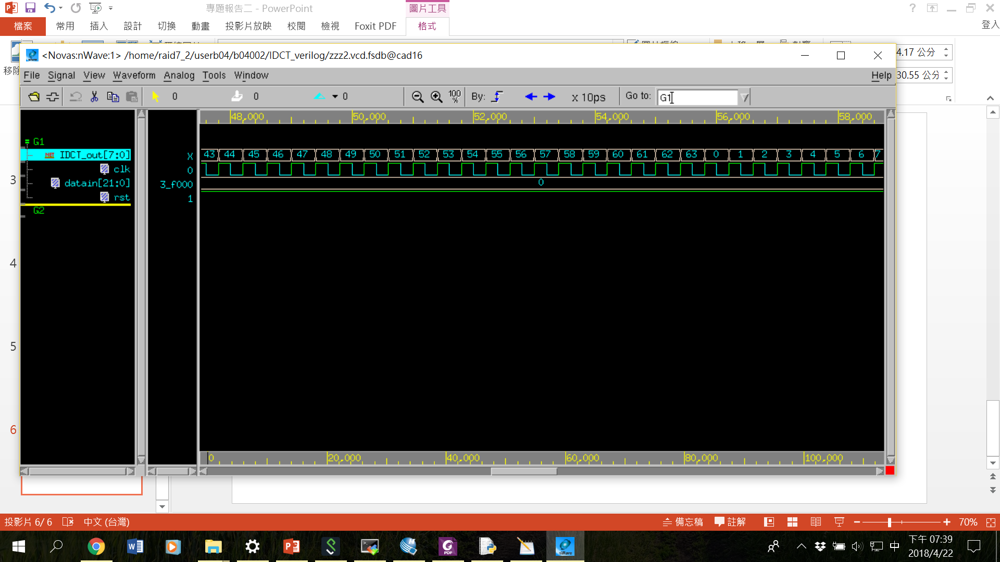 專題報告二 - PowerPoint
圖片工具
檔案 常用 插入 設計 切換 動畫 投影片放映 校閱 檢視 Foxit PDF 格式
登入
4.17 公分
移除
<Novas:nWave:1> /home/raid7_2/userb04/b04002/IDCT_verilog/zzz2.vcd.fsdb@cad16
File Signal View Waveform Analog Tools Window Help
30.55 公分
0 0 0 100% By: x 10ps Go to: G1
48,000 50,000 52,000 54,000 56,000 58,000
G1
NET IDCT_out[7:0] X 43 44 45 46 47 48 49 50 51 52 53 54 55 56 57 58 59 60 61 62 63 0 1 2 3 4 5 6 7
clk 0
datain[21:0] 3_f000 0
rst 1
G2
3
4
5
6
0 20,000 40,000 60,000 80,000 100,000
投影片 6/ 6 中文 (台灣) 備忘稿 註解 70%
中
下午 07:39
2018/4/22